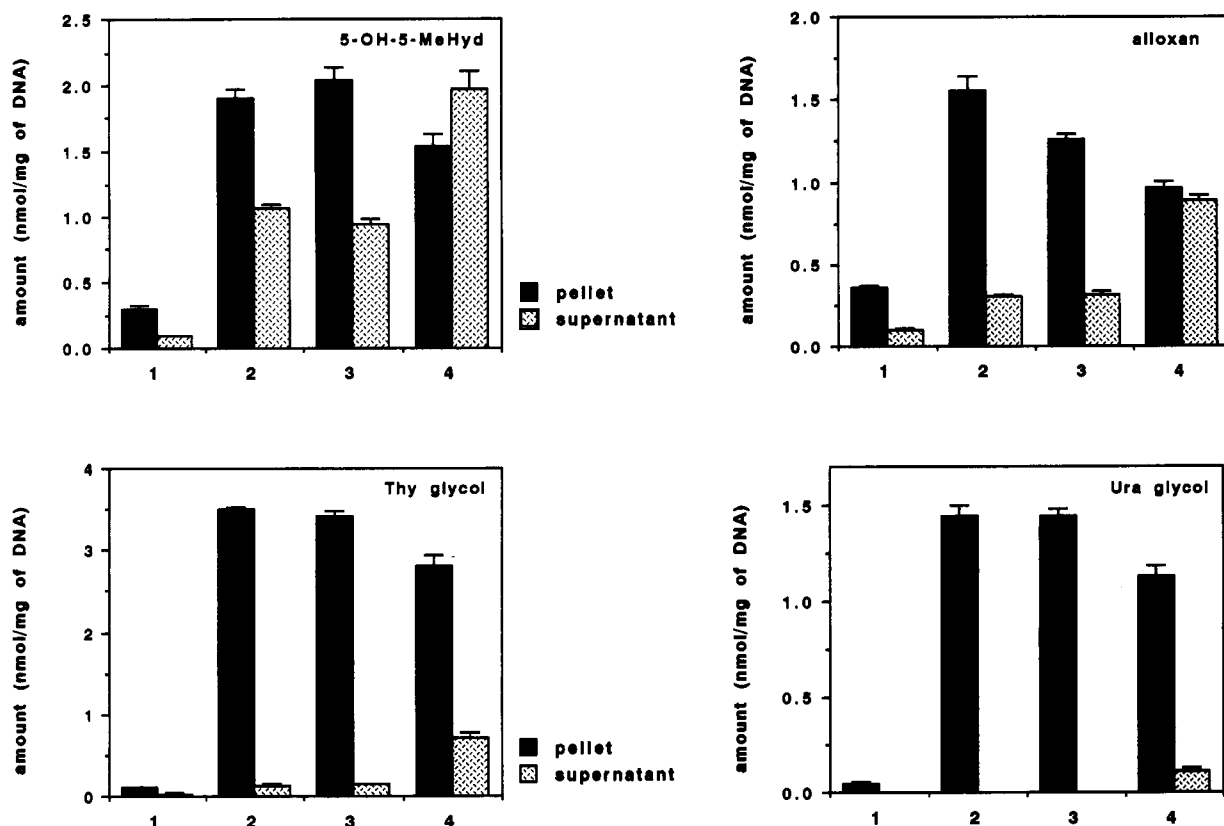 5-OH-5-MeHyd
amount (nmol/mg of DNA)
2.5
2.0
1.5
1.0
0.5
0.0
1 2 3 4
pellet
supernatant
alloxan
amount (nmol/mg of DNA)
2.0
1.5
1.0
0.5
0.0
1 2 3 4
Thy glycol
amount (nmol/mg of DNA)
4
3
2
1
0
1 2 3 4
pellet
supernatant
Ura glycol
amount (nmol/mg of DNA)
1.5
1.0
0.5
0.0
1 2 3 4